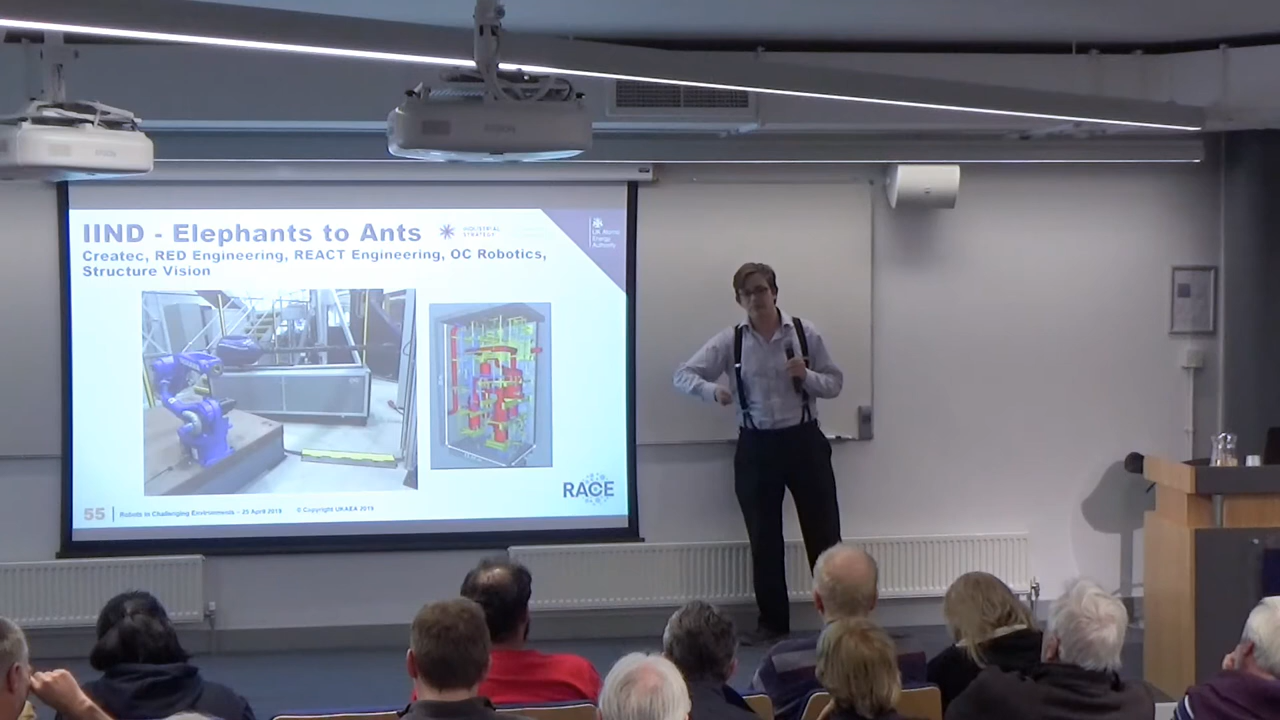 IIND - Elephants to Ants
INDUSTRIAL
STRATEGY
UK Atomic
Energy
Authority
Createc, RED Engineering, REACT Engineering, OC Robotics,
Structure Vision
RACE
55
Robots in Challenging Environments – 25 April 2019
© Copyright UKAEA 2019